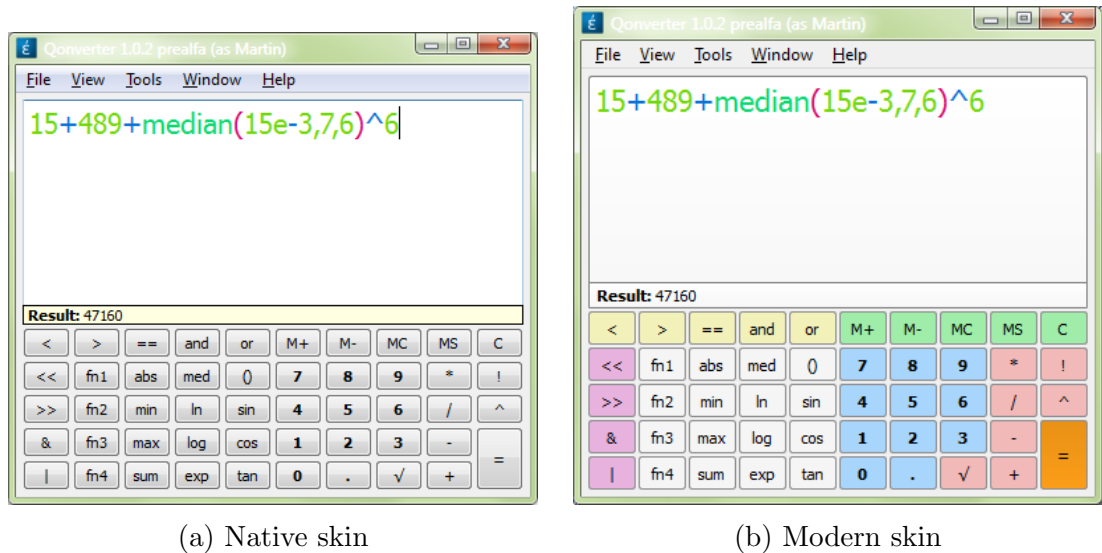 Qonverter 1.0.2 prealfa (as Martin)
File View Tools Window Help
15+489+median(15e-3,7,6)^6
Result: 47160
< > == and or M+ M- MC MS C
<< fn1 abs med () 7 8 9 * !
>> fn2 min ln sin 4 5 6 / ^
& fn3 max log cos 1 2 3 - =
| fn4 sum exp tan 0 . √ +
(a) Native skin
Qonverter 1.0.2 prealfa (as Martin)
File View Tools Window Help
15+489+median(15e-3,7,6)^6
Result: 47160
< > == and or M+ M- MC MS C
<< fn1 abs med () 7 8 9 * !
>> fn2 min ln sin 4 5 6 / ^
& fn3 max log cos 1 2 3 - =
| fn4 sum exp tan 0 . √ +
(b) Modern skin